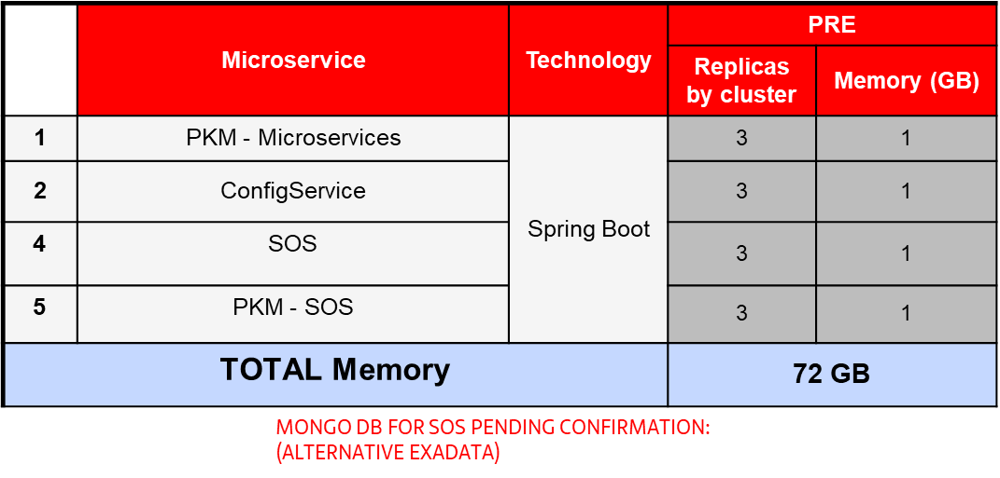 PRE
Microservice
Technology
Replicas
by cluster
Memory (GB)
1
PKM - Microservices
3
1
2
ConfigService
3
1
Spring Boot
4
SOS
3
1
5
PKM - SOS
3
1
TOTAL Memory
72 GB
MONGO DB FOR SOS PENDING CONFIRMATION:
(ALTERNATIVE EXADATA)